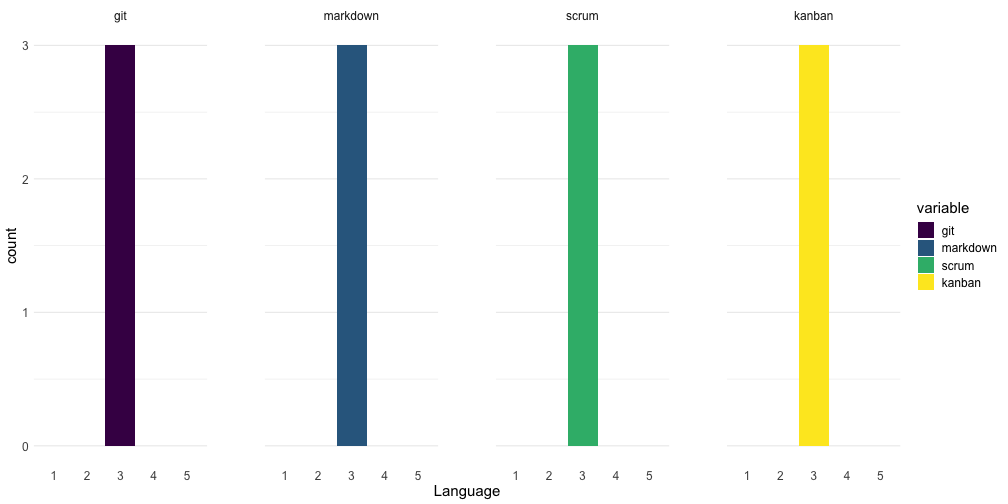 git markdown scrum kanban
3
2
1
0
count
1 2 3 4 5 1 2 3 4 5 1 2 3 4 5 1 2 3 4 5
Language
variable
git
markdown
scrum
kanban